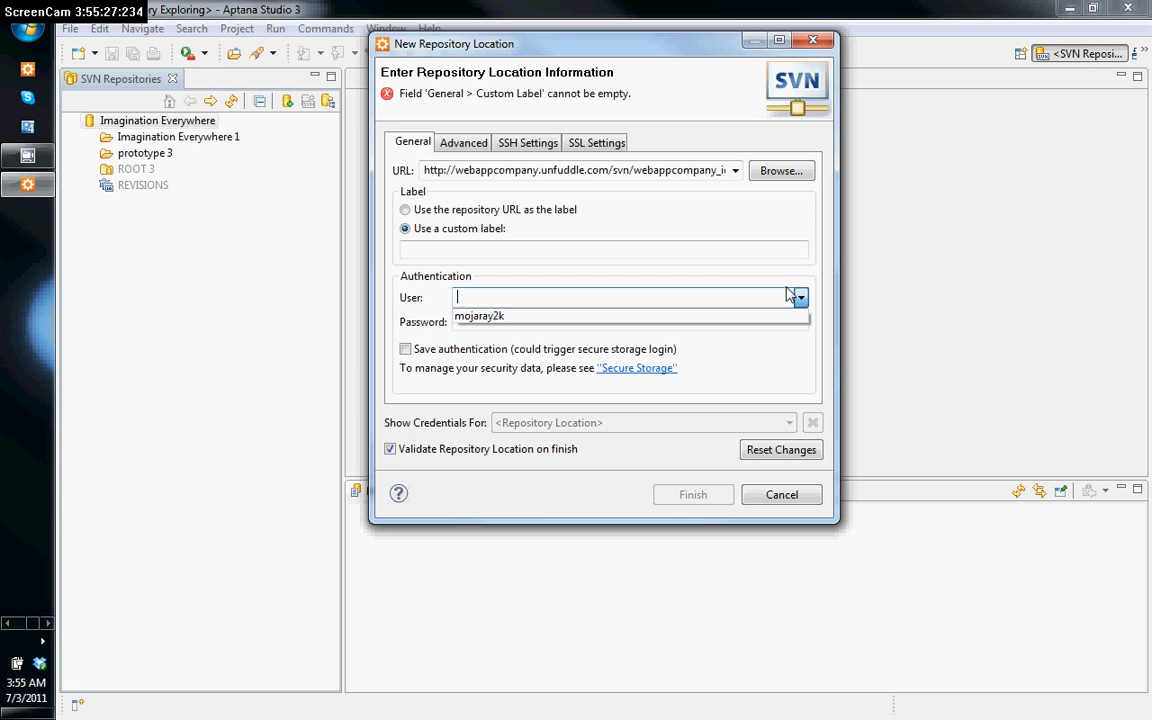 ScreenCam 3:55:27:234
ry Exploring> - Aptana Studio 3
File Edit Navigate Search Project Run Commands Window Help
<SVN Reposi...
SVN Repositories
Imagination Everywhere
Imagination Everywhere 1
prototype 3
ROOT 3
REVISIONS
New Repository Location
Enter Repository Location Information
Field 'General > Custom Label' cannot be empty.
SVN
General Advanced SSH Settings SSL Settings
URL: http://webappcompany.unfuddle.com/svn/webappcompany_i Browse...
Label
Use the repository URL as the label
Use a custom label:
Authentication
User:
mojaray2k
Password:
Save authentication (could trigger secure storage login)
To manage your security data, please see "Secure Storage"
Show Credentials For: <Repository Location>
Validate Repository Location on finish Reset Changes
Finish Cancel
3:55 AM
7/3/2011